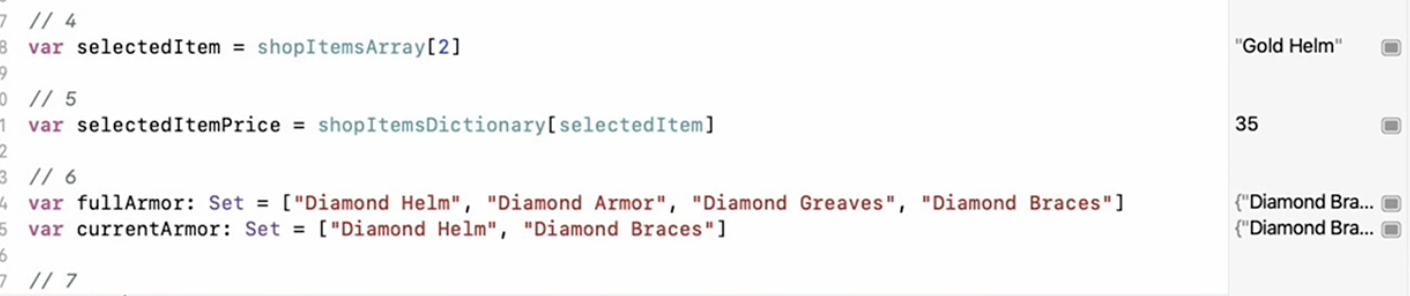 7 // 4
8 var selectedItem = shopItemsArray[2] "Gold Helm"
9
0 // 5
1 var selectedItemPrice = shopItemsDictionary[selectedItem] 35
2
3 // 6
4 var fullArmor: Set = ["Diamond Helm", "Diamond Armor", "Diamond Greaves", "Diamond Braces"] {"Diamond Bra...
5 var currentArmor: Set = ["Diamond Helm", "Diamond Braces"] {"Diamond Bra...
6
7 // 7